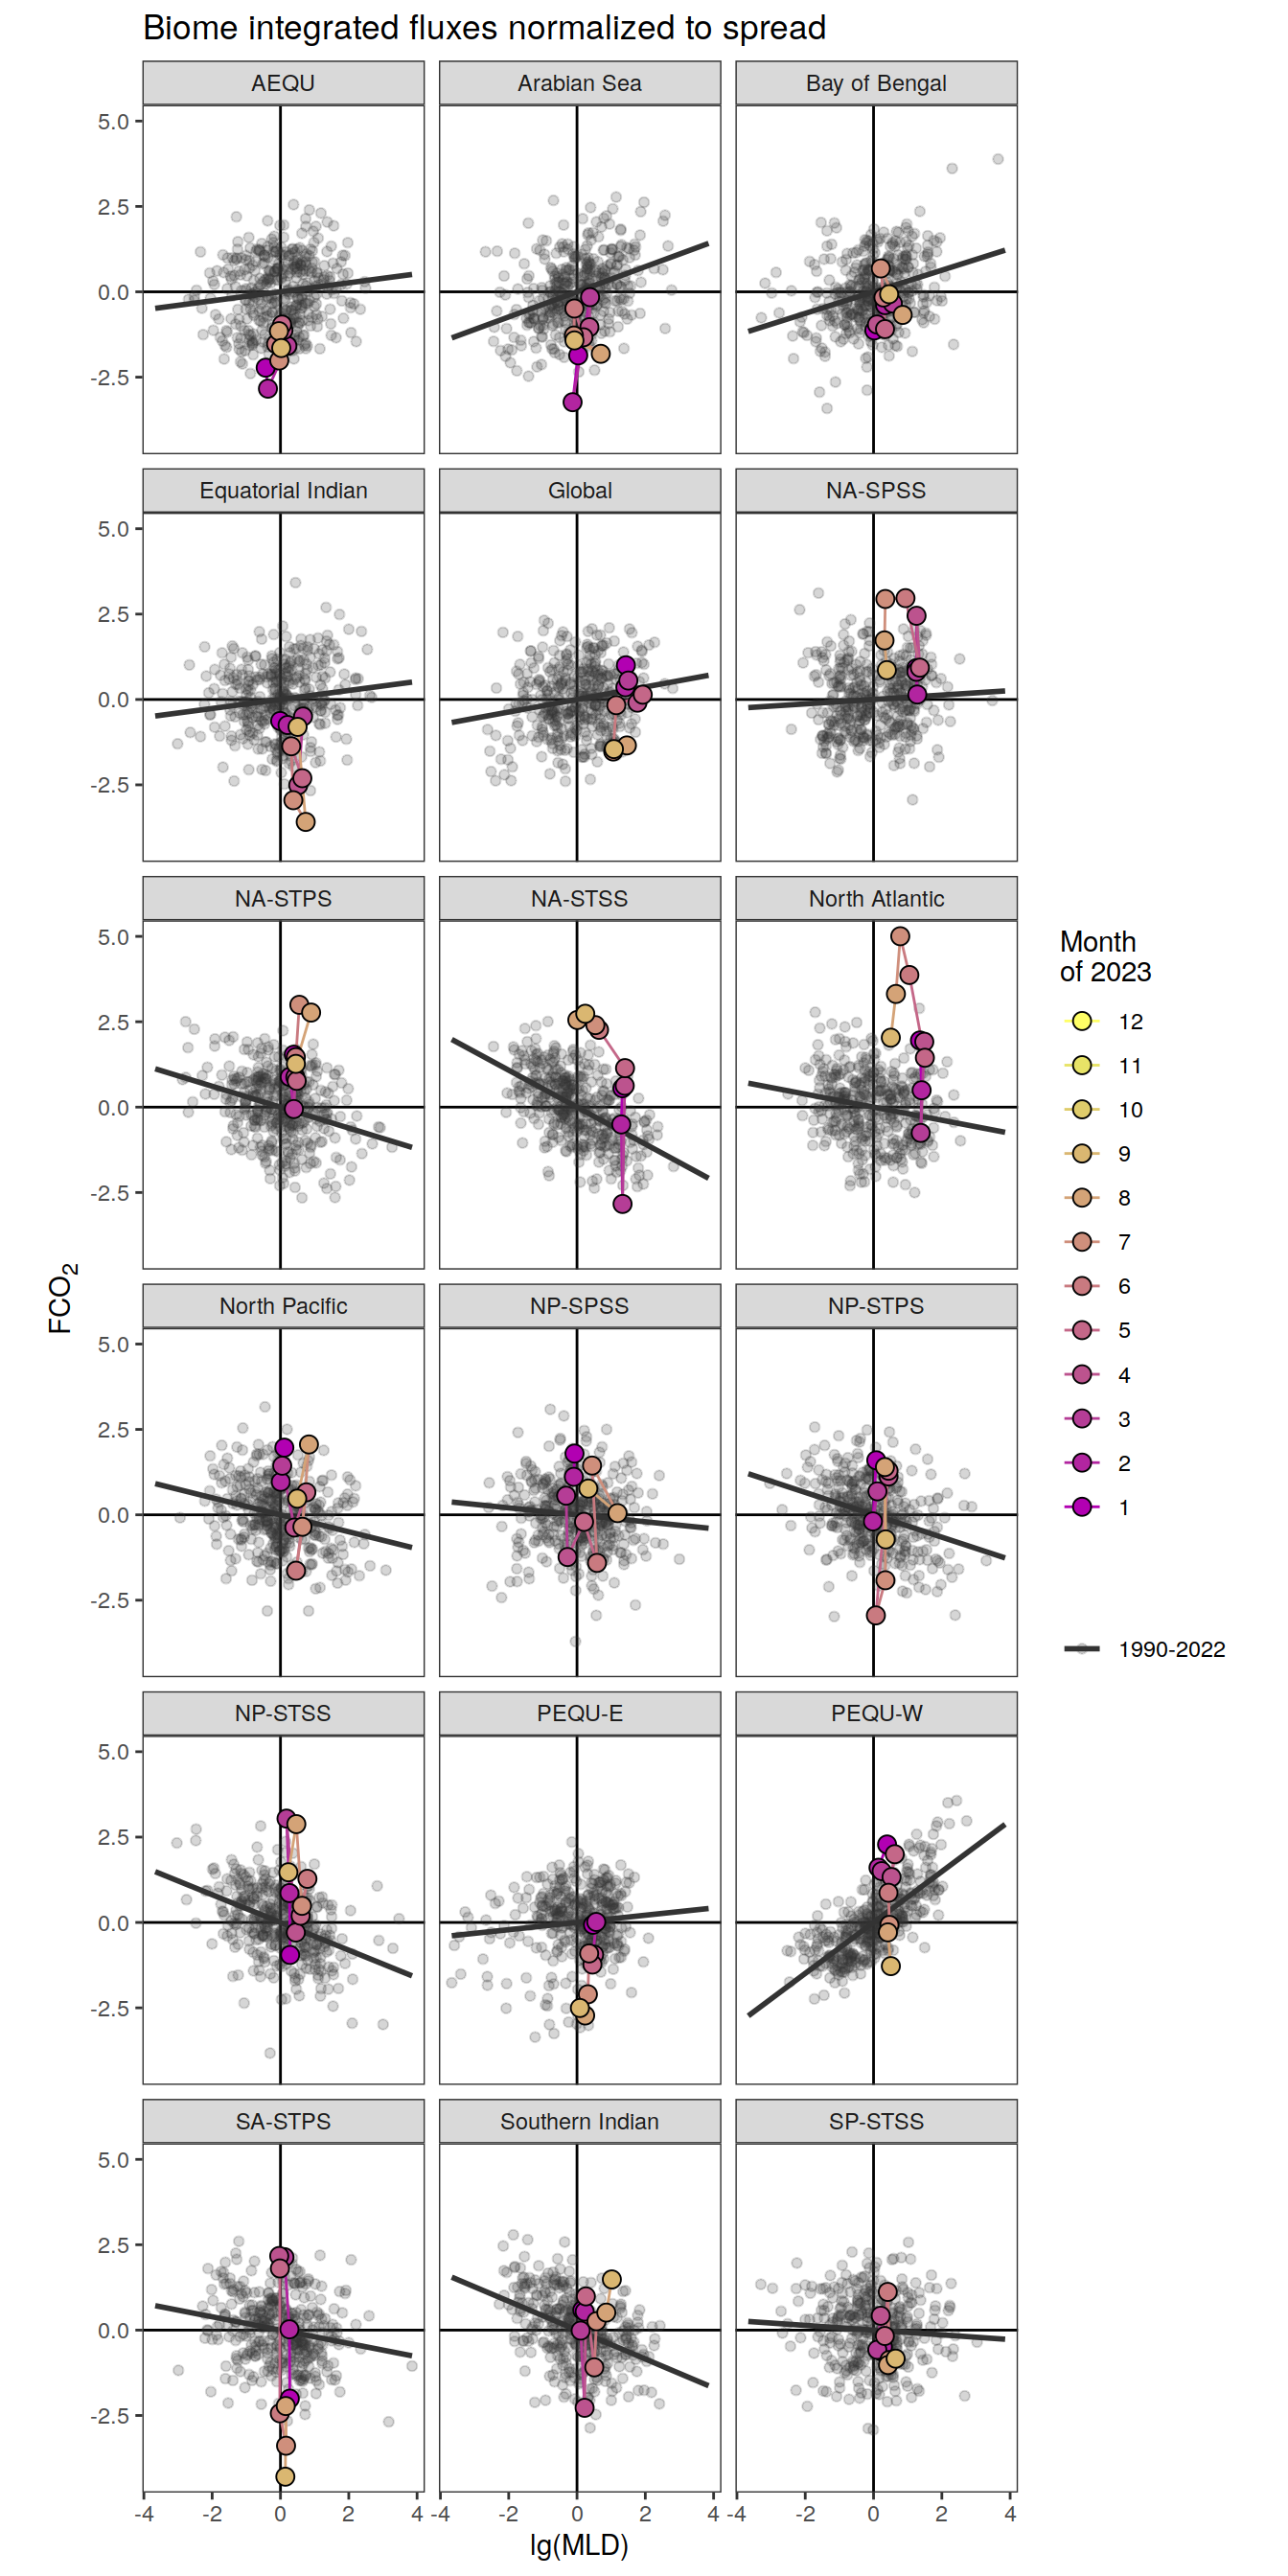 Biome integrated fluxes normalized to spread
AEQU
Arabian Sea
Bay of Bengal
5.0
2.5
0.0
-2.5
Equatorial Indian
Global
NA-SPSS
5.0
2.5
0.0
-2.5
NA-STPS
NA-STSS
North Atlantic
5.0
2.5
0.0
-2.5
North Pacific
NP-SPSS
NP-STPS
5.0
2.5
0.0
-2.5
NP-STSS
PEQU-E
PEQU-W
5.0
2.5
0.0
-2.5
SA-STPS
Southern Indian
SP-STSS
5.0
2.5
0.0
-2.5
-4 -2 0 2 4 -4 -2 0 2 4 -4 -2 0 2 4
lg(MLD)
FCO₂
Month
of 2023
12
11
10
9
8
7
6
5
4
3
2
1
1990-2022